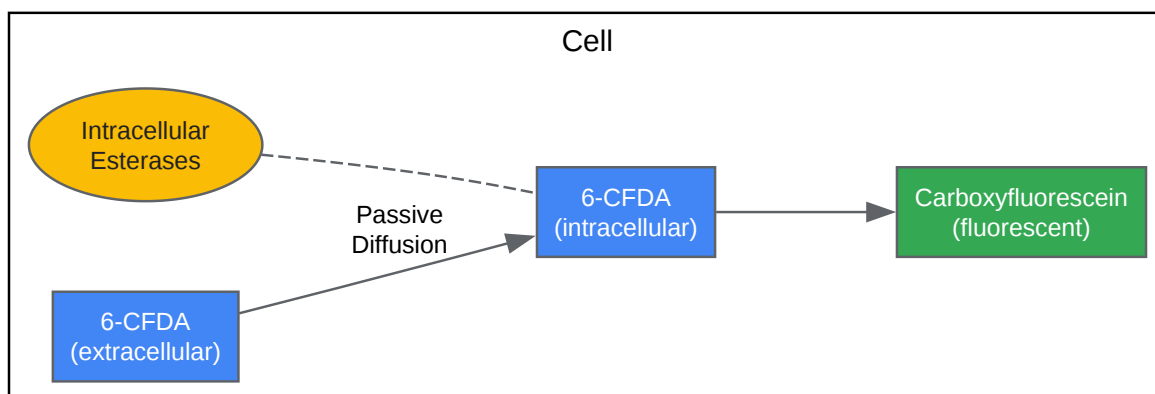 Cell
Intracellular
Esterases
Passive
Diffusion
6-CFDA
(intracellular)
Carboxyfluorescein
(fluorescent)
6-CFDA
(extracellular)